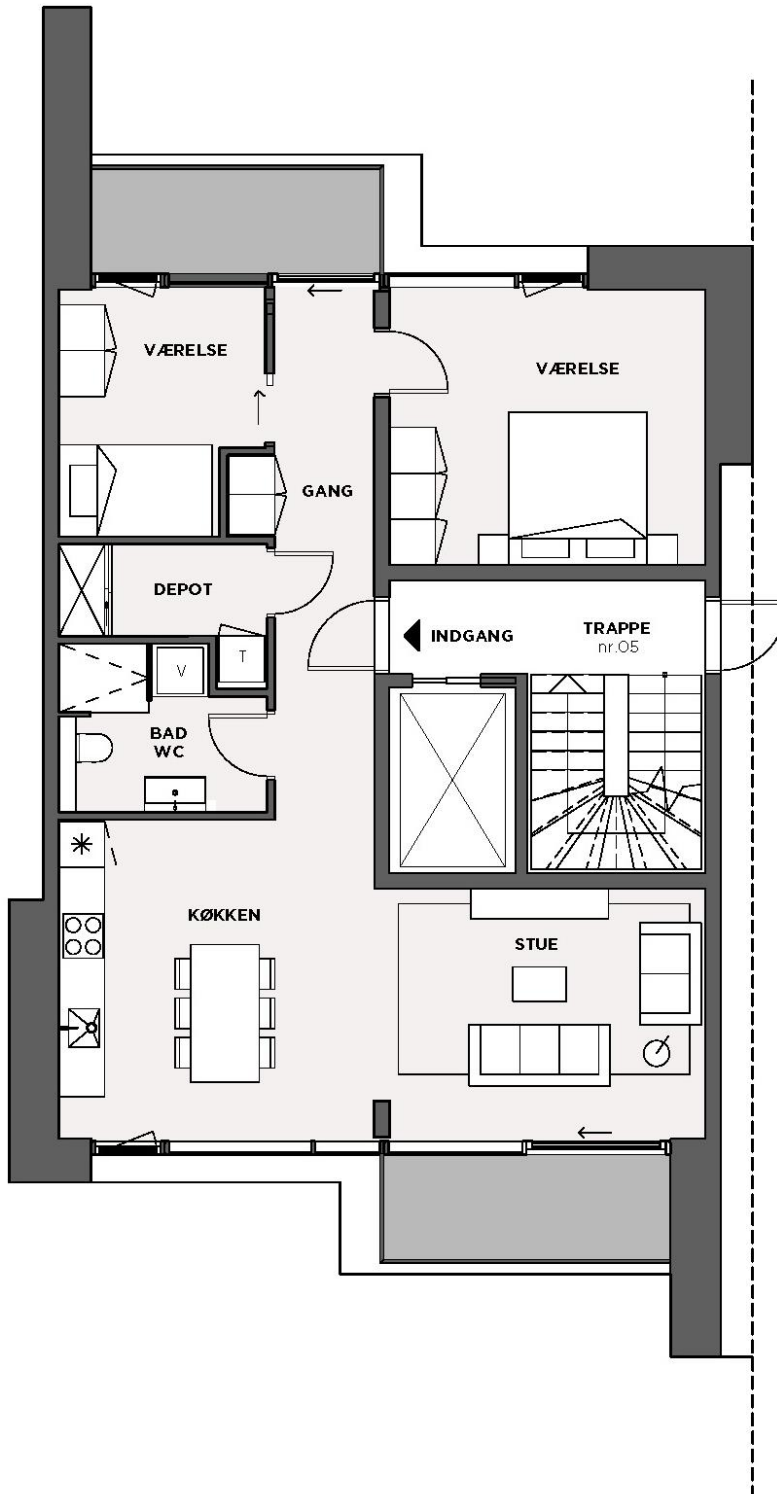 VÆRELSE
VÆRELSE
GANG
DEPOT
INDGANG
TRAPPE
nr.05
V
T
BAD
WC
KØKKEN
STUE